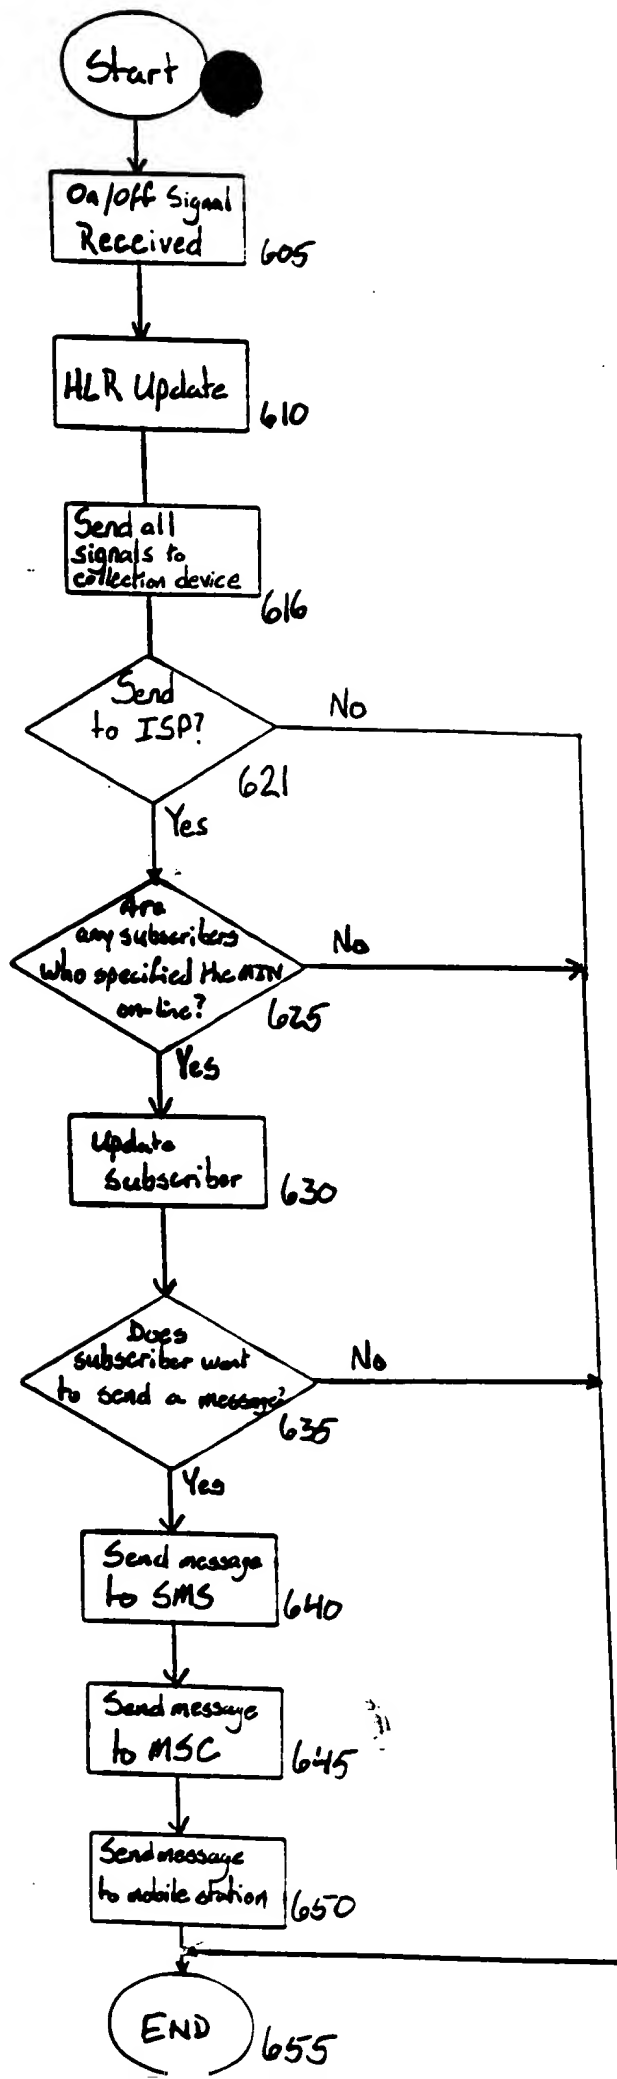 Start
On/Off Signal
Received
605
HLR Update
610
Send all
signals to
collection device
616
Send
to ISP?
No
621
Yes
Are
any subscribers
who specified the MIN
on-line?
No
625
Yes
Update
subscriber
630
Does
subscriber want
to send a message?
No
635
Yes
Send message
to SMS
640
Send message
to MSC
645
Send message
to mobile station
650
END
655